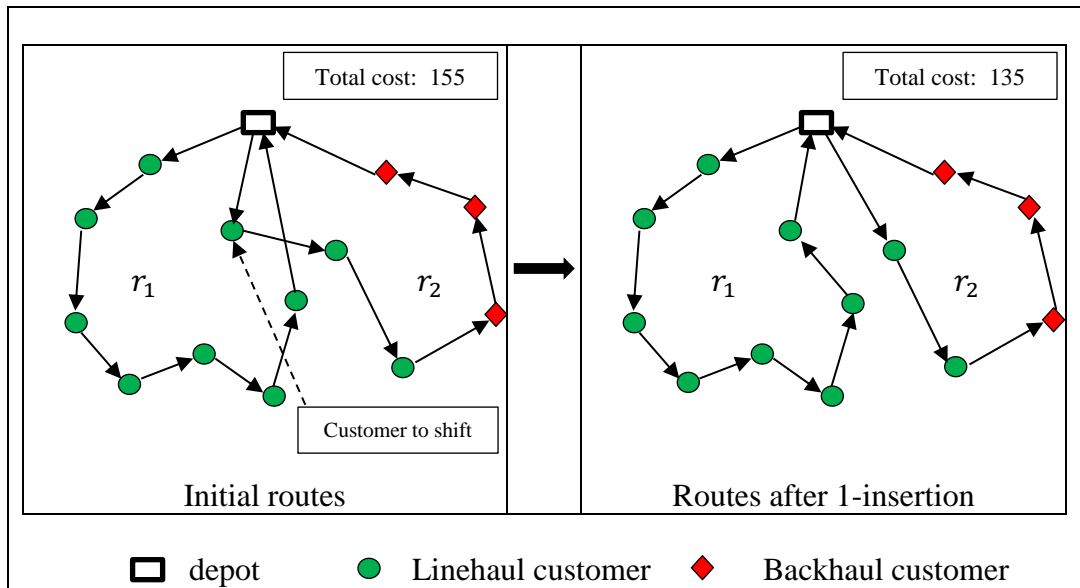 Total cost: 155
Total cost: 135
r₁
r₂
r₁
r₂
Customer to shift
Initial routes
Routes after 1-insertion
depot
Linehaul customer
Backhaul customer